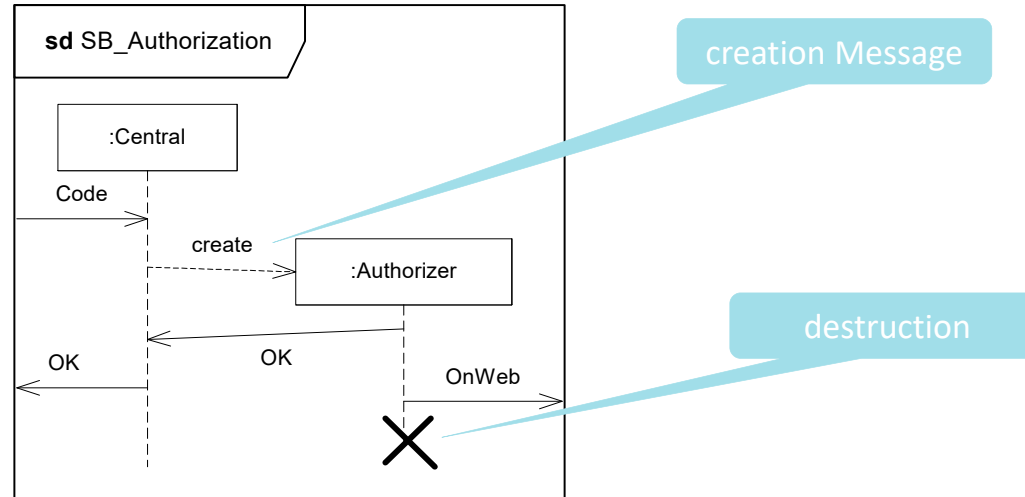 sd SB_Authorization
creation Message
:Central
Code
create
:Authorizer
destruction
OK
OK
OnWeb